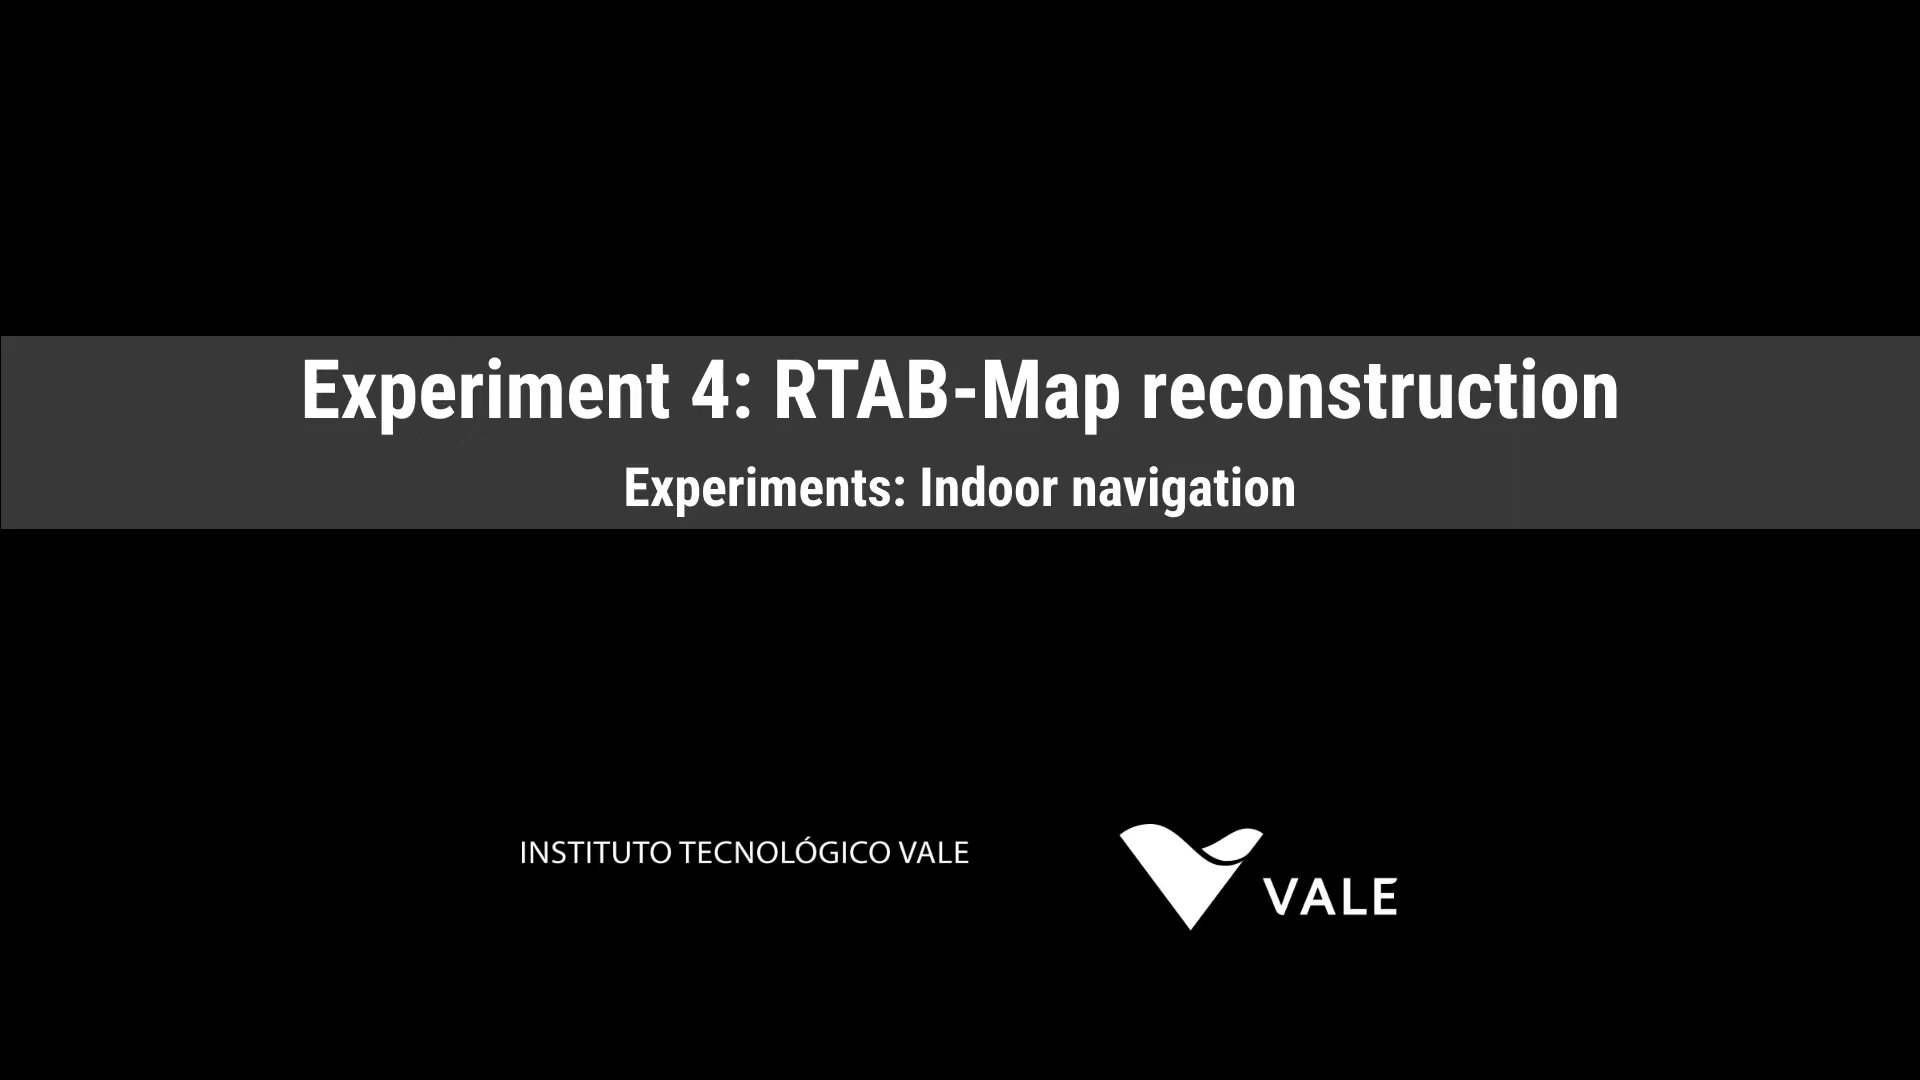 Experiment 4: RTAB-Map reconstruction
Experiments: Indoor navigation
INSTITUTO TECNOLÓGICO VALE
VALE